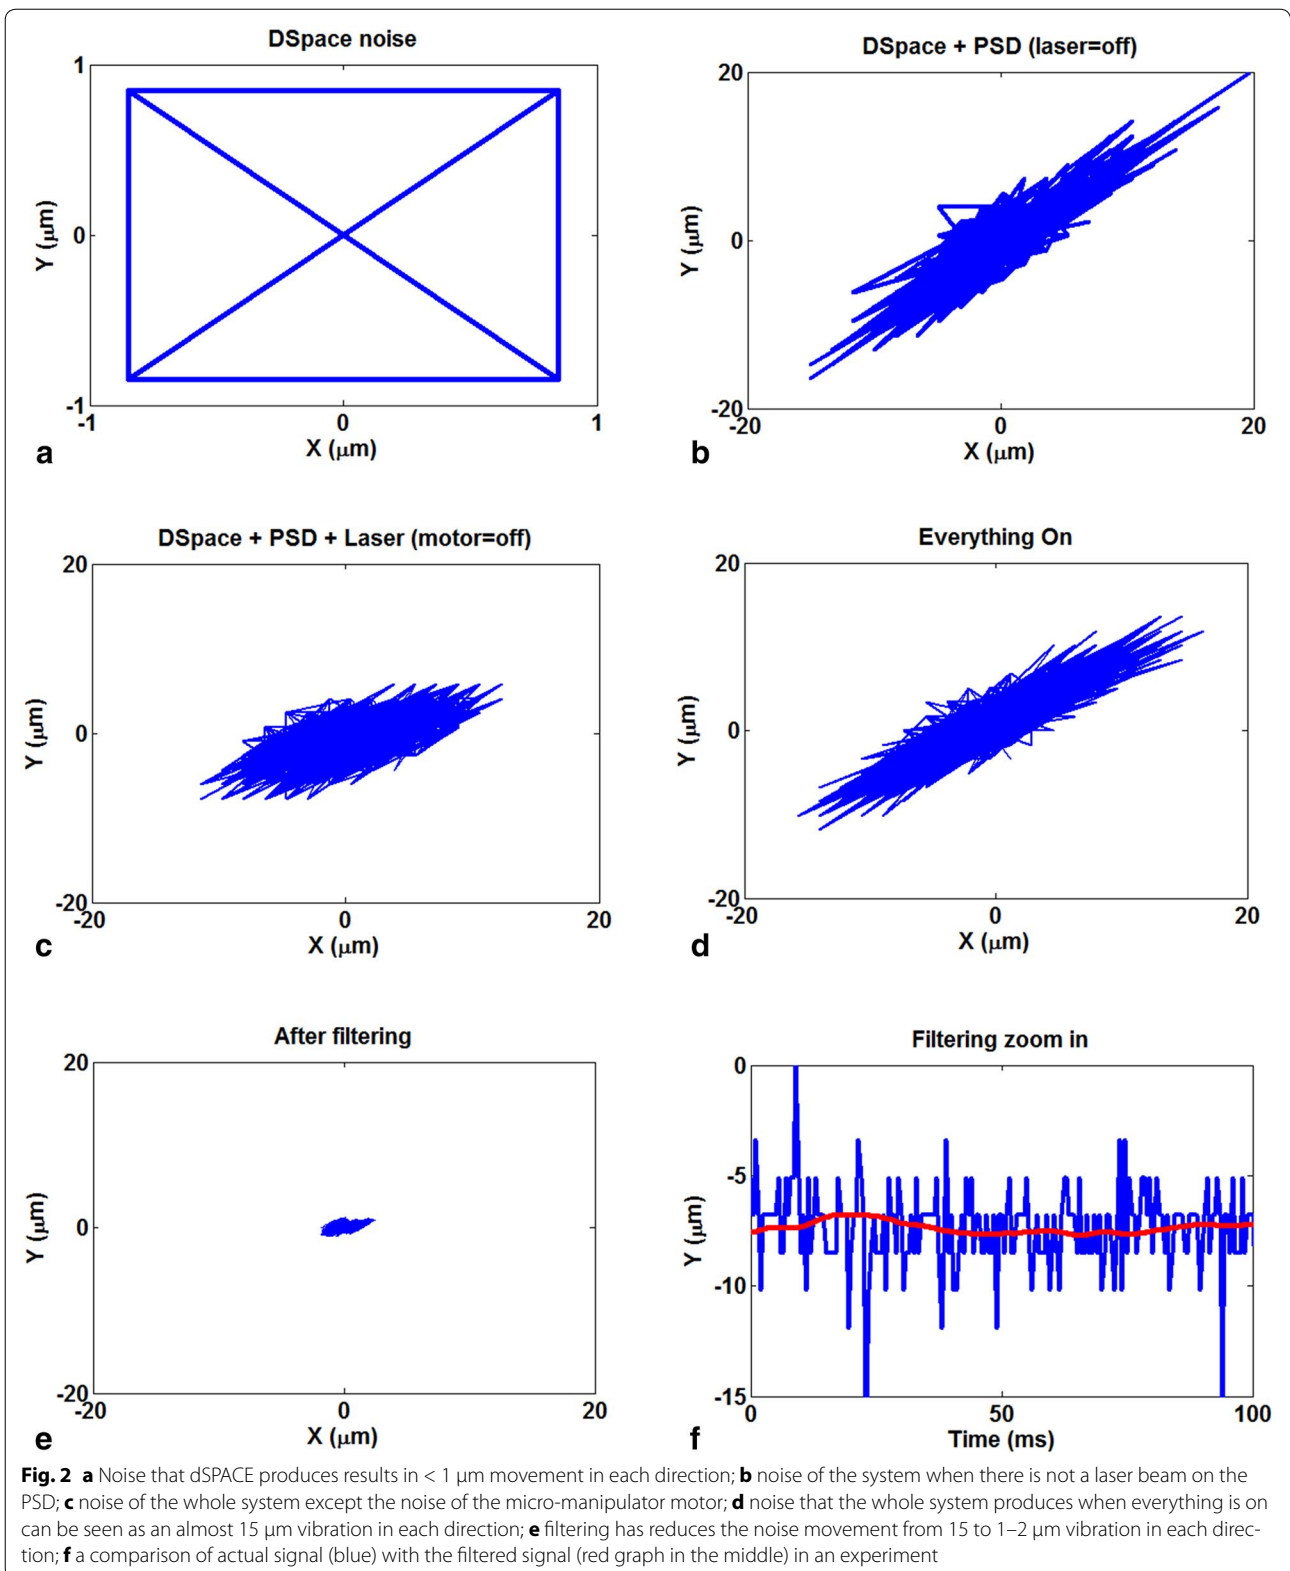 DSpace noise
1
0
-1
-1
0
1
Y (μm)
X (μm)
a
DSpace + PSD (laser=off)
20
0
-20
-20
0
20
Y (μm)
X (μm)
b
DSpace + PSD + Laser (motor=off)
20
0
-20
-20
0
20
Y (μm)
X (μm)
c
Everything On
20
0
-20
-20
0
20
Y (μm)
X (μm)
d
After filtering
20
0
-20
-20
0
20
Y (μm)
X (μm)
e
Filtering zoom in
0
-5
-10
-15
0
50
100
Y (μm)
Time (ms)
f
Fig. 2 a Noise that dSPACE produces results in < 1 μm movement in each direction; b noise of the system when there is not a laser beam on the
PSD; c noise of the whole system except the noise of the micro-manipulator motor; d noise that the whole system produces when everything is on
can be seen as an almost 15 μm vibration in each direction; e filtering has reduces the noise movement from 15 to 1–2 μm vibration in each direc-
tion; f a comparison of actual signal (blue) with the filtered signal (red graph in the middle) in an experiment